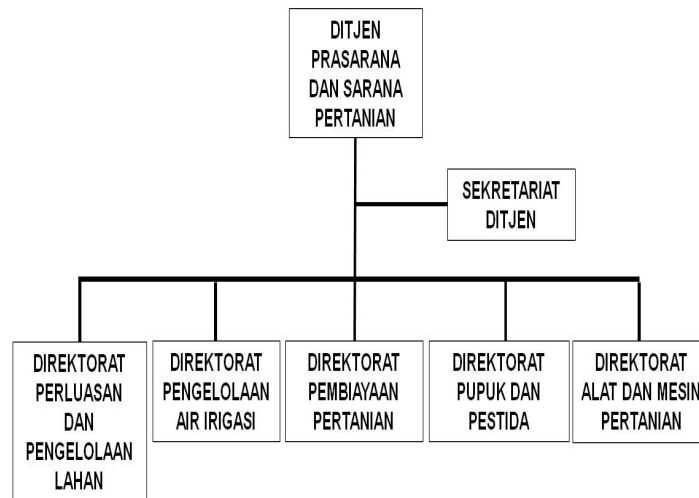 DITJEN
PRASARANA
DAN SARANA
PERTANIAN
SEKRETARIAT
DITJEN
DIREKTORAT
PERLUASAN
DAN
PENGELOLAAN
LAHAN
DIREKTORAT
PENGELOLAAN
AIR IRIGASI
DIREKTORAT
PEMBIAYAAN
PERTANIAN
DIREKTORAT
PUPUK DAN
PESTIDA
DIREKTORAT
ALAT DAN MESIN
PERTANIAN